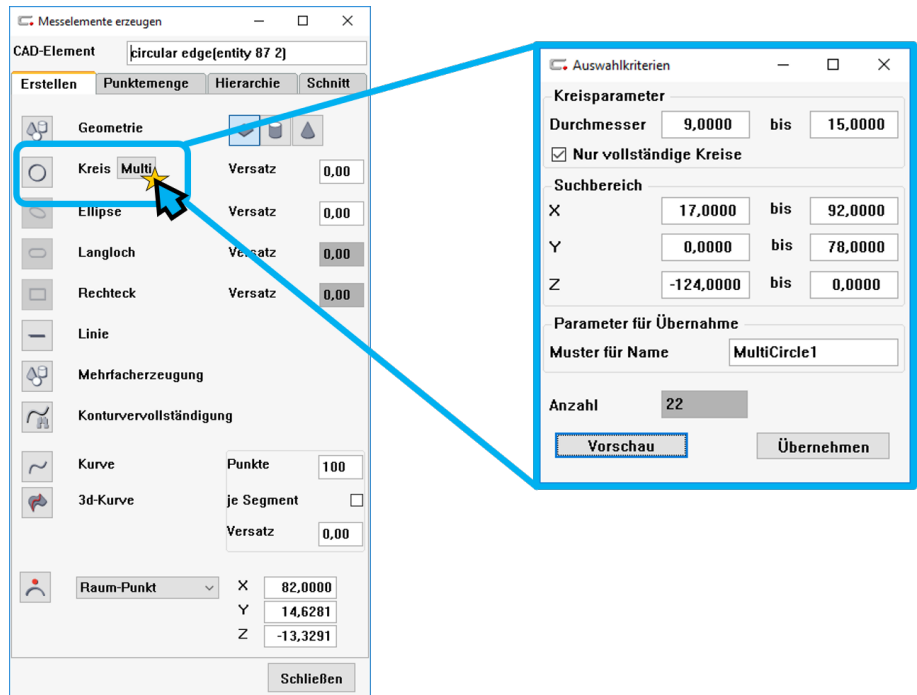 Messelemente erzeugen
CAD-Element circular edge(entity 87 2)
Erstellen Punktemenge Hierarchie Schnitt
Geometrie
Kreis Multi Versatz 0,00
Ellipse Versatz 0,00
Langloch Versatz 0,00
Rechteck Versatz 0,00
Linie
Mehrfacherzeugung
Konturvervollständigung
Kurve Punkte 100
3d-Kurve je Segment
Versatz 0,00
Raum-Punkt X 82,0000
Y 14,6281
Z -13,3291
Schließen
Auswahlkriterien
Kreisparameter
Durchmesser 9,0000 bis 15,0000
Nur vollständige Kreise
Suchbereich
X 17,0000 bis 92,0000
Y 0,0000 bis 78,0000
Z -124,0000 bis 0,0000
Parameter für Übernahme
Muster für Name MultiCircle1
Anzahl 22
Vorschau Übernehmen